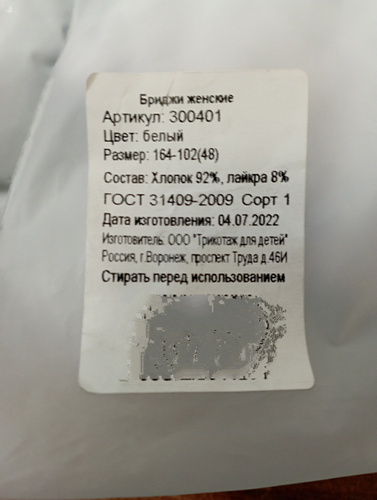 Бриджи женские
Артикул: 300401
Цвет: белый
Размер: 164-102(48)
Состав: Хлопок 92%, лайкра 8%
ГОСТ 31409-2009 Сорт 1
Дата изготовления: 04.07.2022
Изготовитель: ООО "Трикотаж для детей"
Россия, г.Воронеж, проспект Труда д.46И
Стирать перед использованием